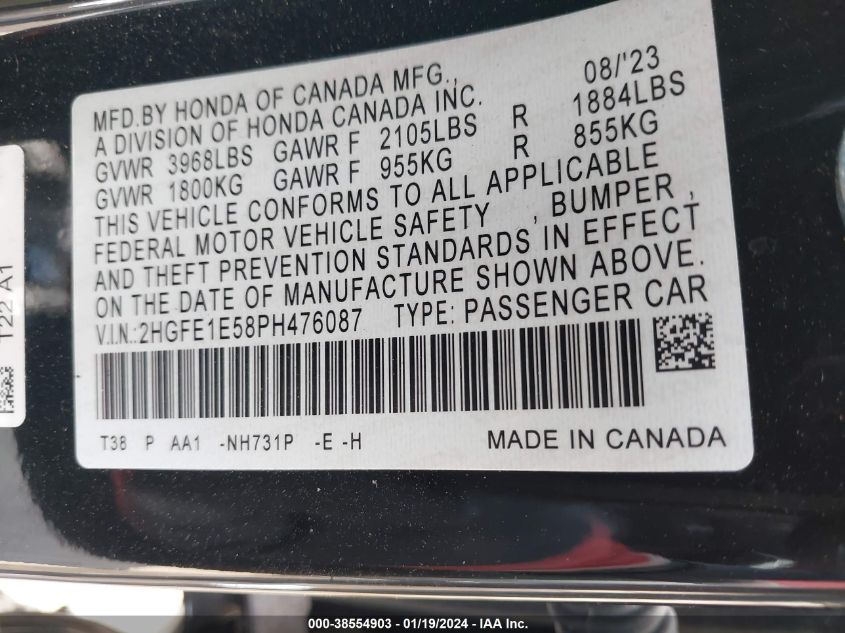 MFD.BY HONDA OF CANADA MFG., 08/'23
A DIVISION OF HONDA CANADA INC.
GVWR 3968LBS GAWR F 2105LBS R 1884LBS
GVWR 1800KG GAWR F 955KG R 855KG
THIS VEHICLE CONFORMS TO ALL APPLICABLE
FEDERAL MOTOR VEHICLE SAFETY , BUMPER ,
AND THEFT PREVENTION STANDARDS IN EFFECT
ON THE DATE OF MANUFACTURE SHOWN ABOVE.
V.I.N.:2HGFE1E58PH476087 TYPE: PASSENGER CAR
T38 P AA1 -NH731P -E -H MADE IN CANADA
T22 A1
000-38554903 - 01/19/2024 - IAA Inc.